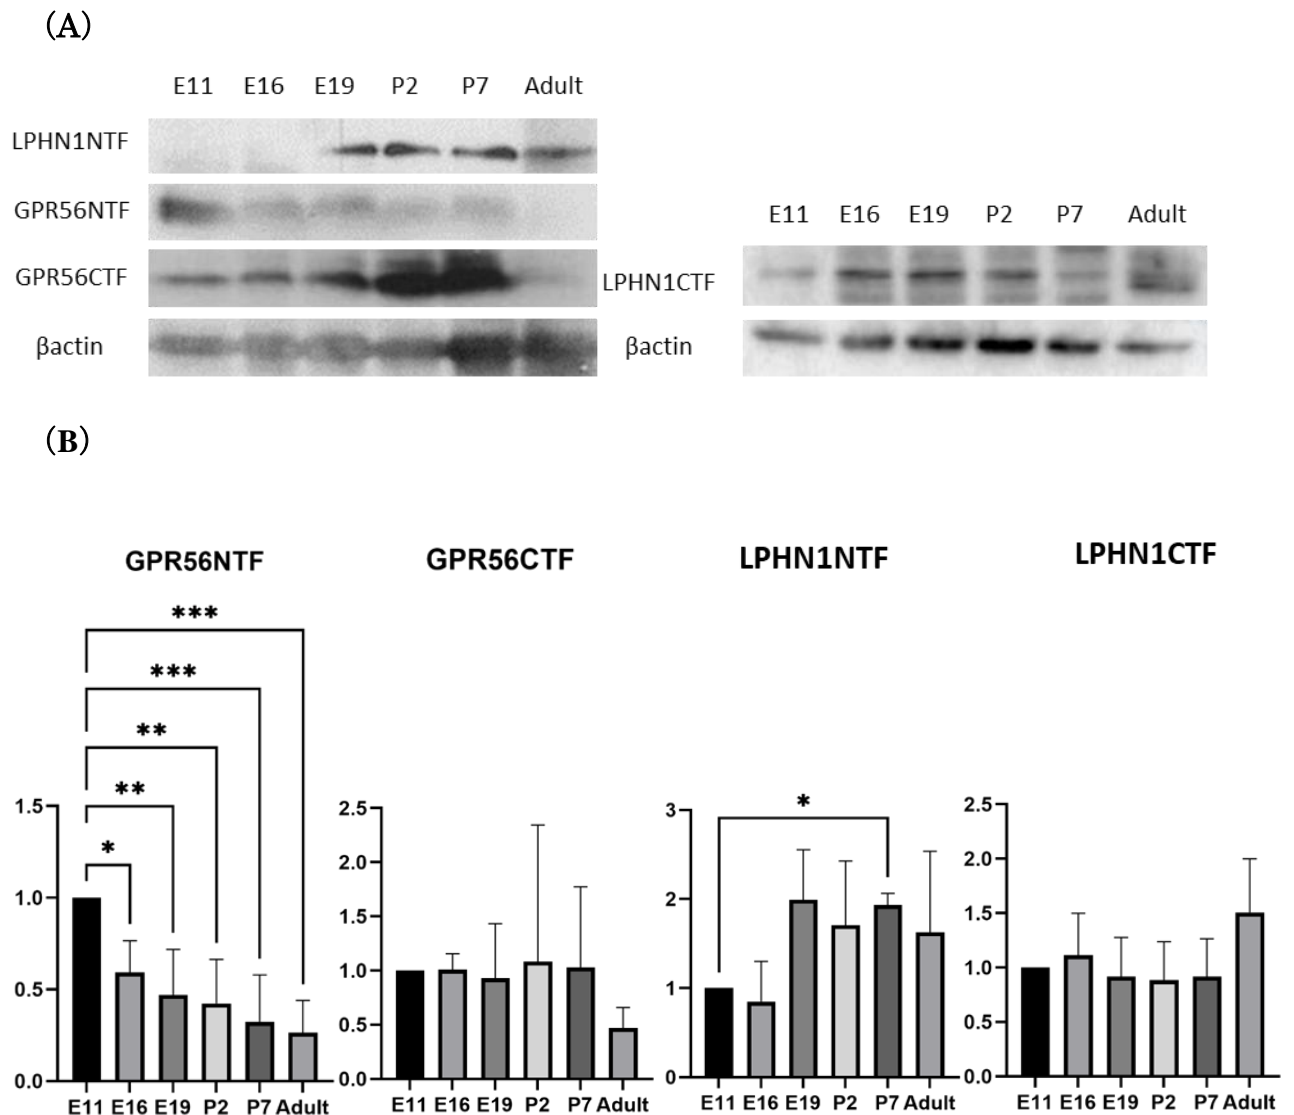 (A)
E11 E16 E19 P2 P7 Adult
LPHN1NTF
GPR56NTF
GPR56CTF
βactin
E11 E16 E19 P2 P7 Adult
LPHN1CTF
βactin
(B)
GPR56NTF
***
***
**
**
*
1.5
1.0
0.5
0.0
E11 E16 E19 P2 P7 Adult
GPR56CTF
2.5
2.0
1.5
1.0
0.5
0.0
E11 E16 E19 P2 P7 Adult
LPHN1NTF
*
3
2
1
0
E11 E16 E19 P2 P7 Adult
LPHN1CTF
2.5
2.0
1.5
1.0
0.5
0.0
E11 E16 E19 P2 P7 Adult